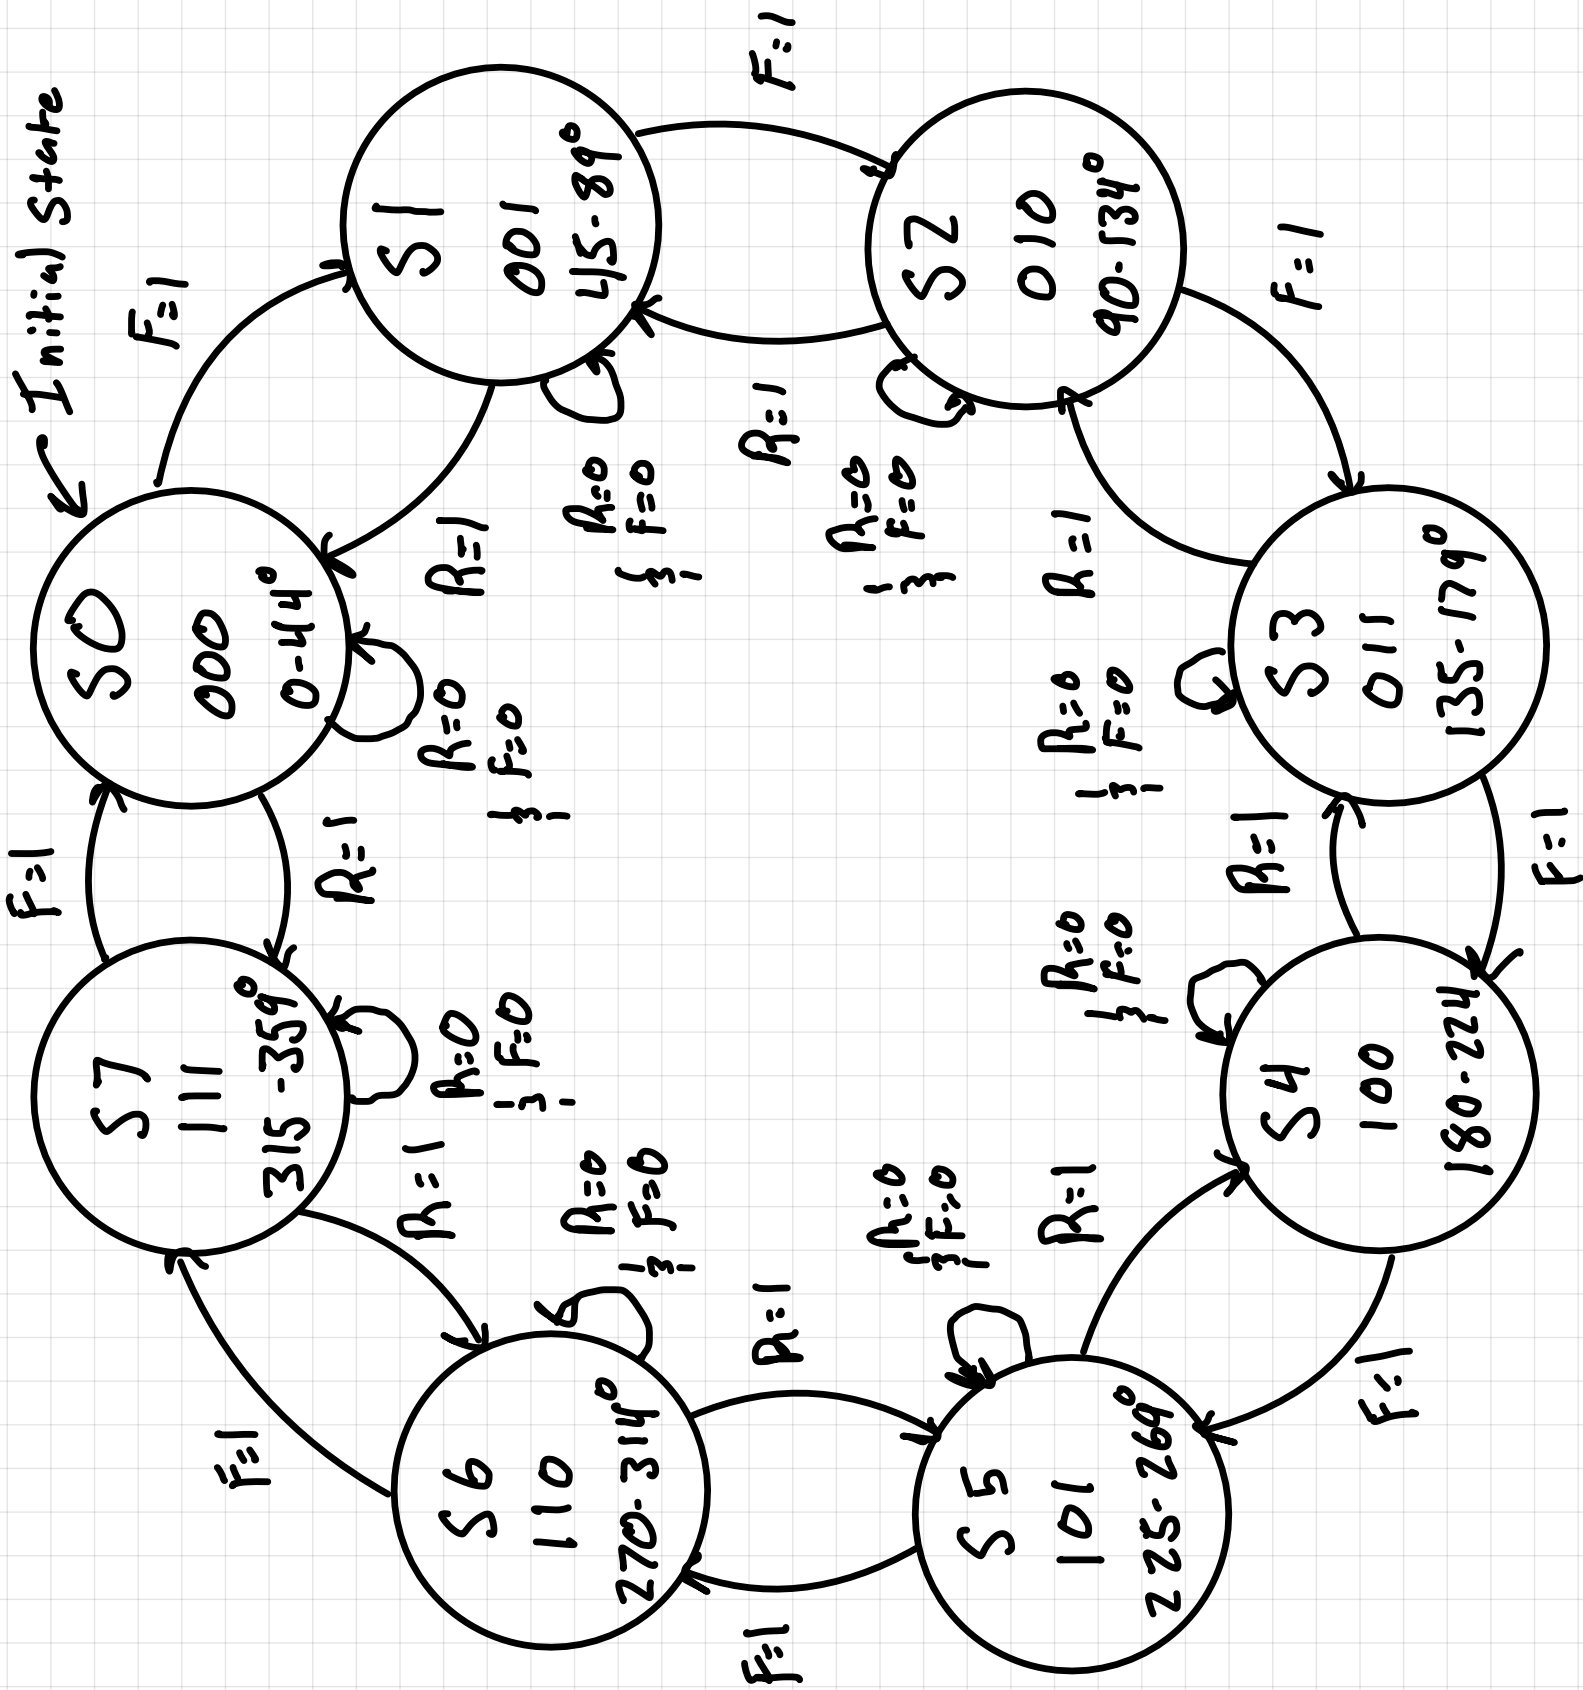 Initial State
F=1
S7
111
315-359°
S0
000
0-44°
F=1
R=1
F=1
R=1
R=0
& F=0
R=0
& F=0
R=1
S6
110
270-314°
S1
001
45-89°
R=0
& F=0
R=0
& F=0
F=1
R=1
R=1
F=1
R=0
& F=0
R=0
& F=0
S5
101
225-269°
S2
010
90-134°
R=1
R=0
& F=0
R=0
& F=0
R=1
R=1
F=1
S4
100
180-224°
S3
011
135-179°
F=1
F=1